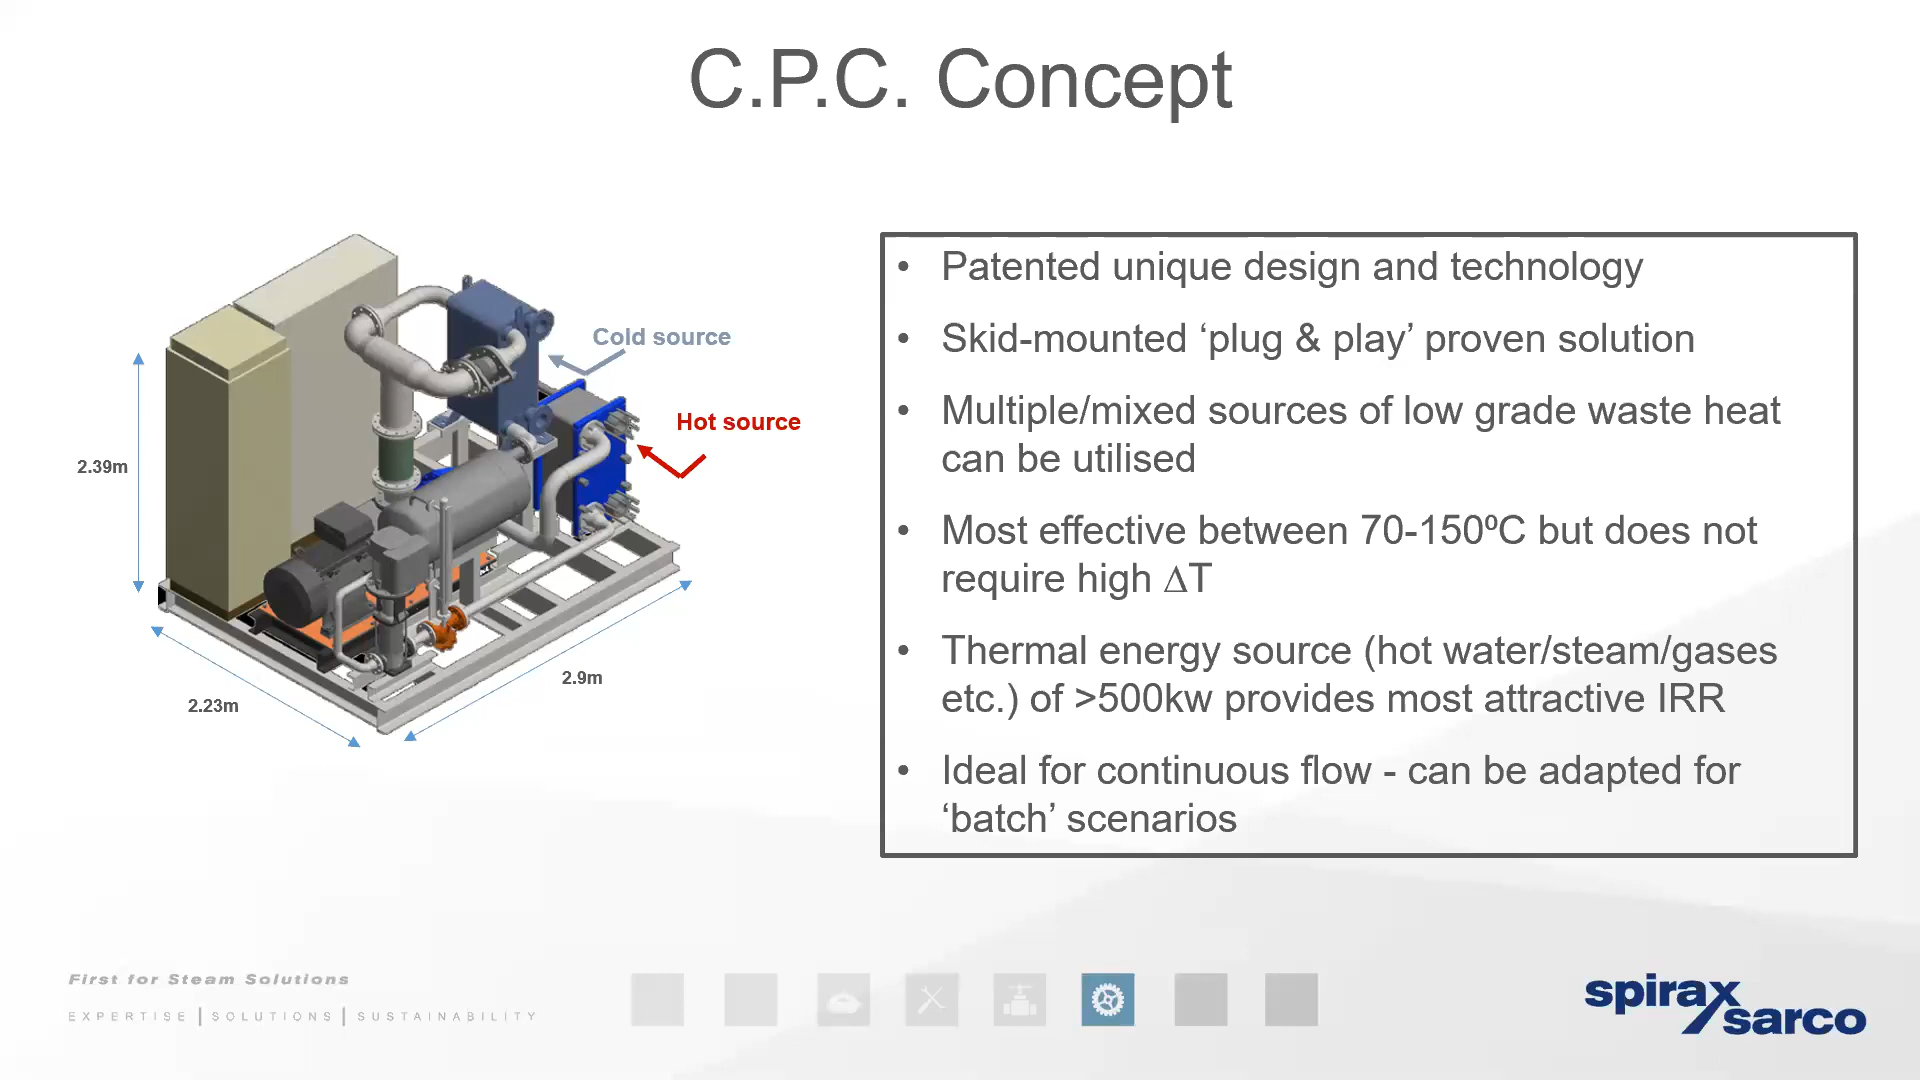 C.P.C. Concept
Cold source
Hot source
2.39m
2.9m
2.23m
• Patented unique design and technology
• Skid-mounted ‘plug & play’ proven solution
• Multiple/mixed sources of low grade waste heat
can be utilised
• Most effective between 70-150ºC but does not
require high ∆T
• Thermal energy source (hot water/steam/gases
etc.) of >500kw provides most attractive IRR
• Ideal for continuous flow - can be adapted for
‘batch’ scenarios
First for Steam Solutions
EXPERTISE | SOLUTIONS | SUSTAINABILITY
spirax
sarco